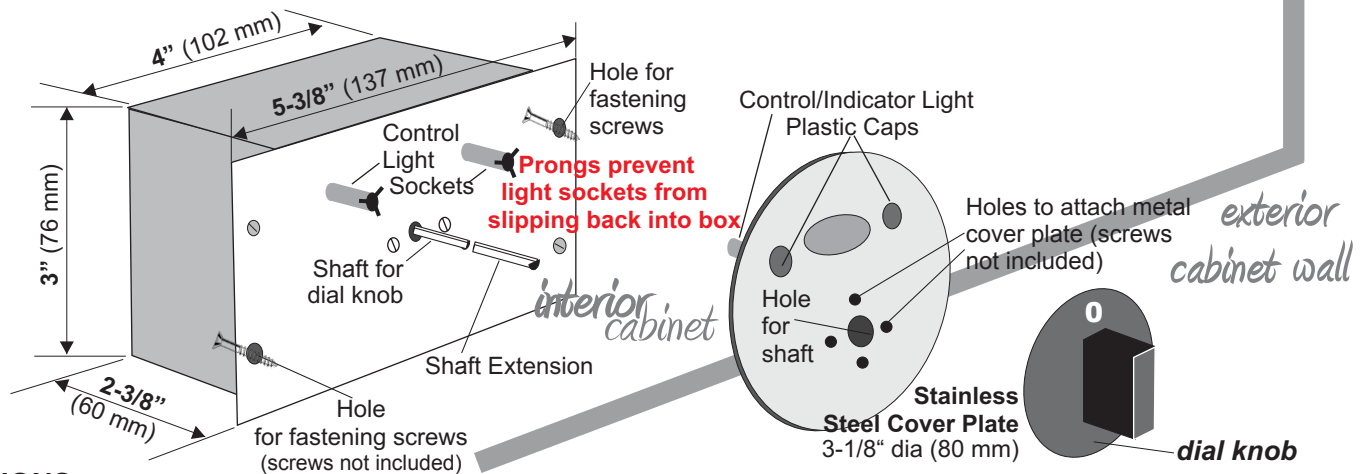 4” (102 mm)
5-3/8” (137 mm)
3” (76 mm)
2-3/8”
(60 mm)
Hole for
fastening
screws
Control
Light
Sockets
Prongs prevent
light sockets from
slipping back into box
Shaft for
dial knob
Shaft Extension
interior
cabinet
Hole
for fastening screws
(screws not included)
Control/Indicator Light
Plastic Caps
Holes to attach metal
cover plate (screws
not included)
Hole
for
shaft
exterior
cabinet wall
0
Stainless
Steel Cover Plate
3-1/8“ dia (80 mm)
dial knob